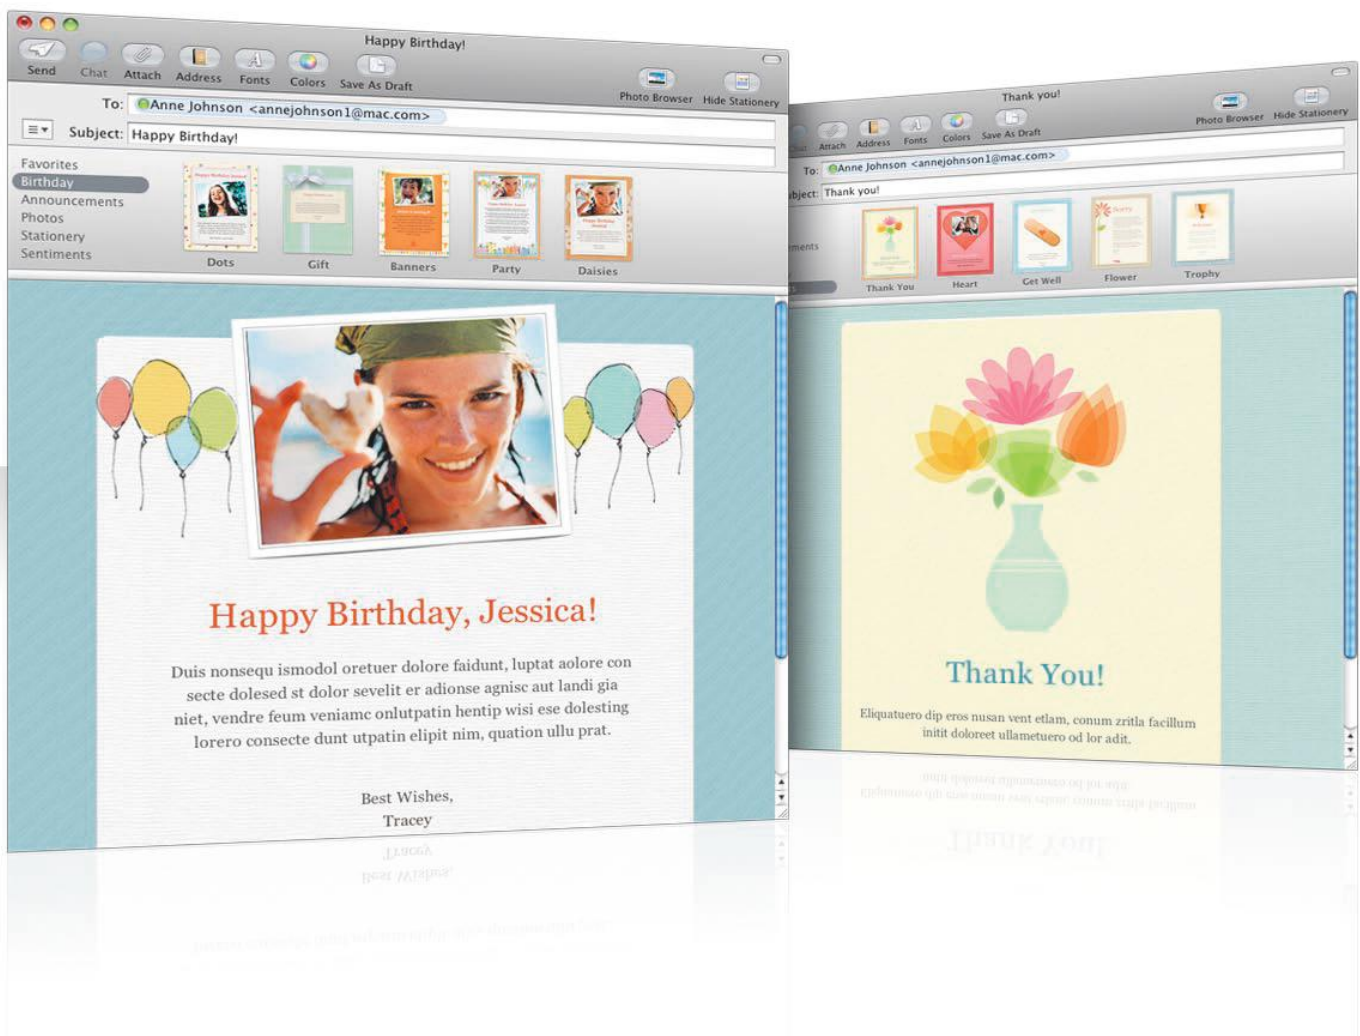 Happy Birthday!
Send Chat Attach Address Fonts Colors Save As Draft Photo Browser Hide Stationery
To: Anne Johnson <annejohnson1@mac.com>
Subject: Happy Birthday!
Favorites
Birthday
Announcements
Photos
Stationery
Sentiments
Dots Gift Banners Party Daisies
Happy Birthday, Jessica!
Duis nonsequ ismodol oretuer dolore faidunt, luptat aolore con
secte dolesed st dolor sevelit er adionse agnisc aut landi gia
niet, vendre feum veniamc onlutpatin hentip wisi ese dolesting
lorero consecte dunt utpatin elipit nim, quation ullu prat.
Best Wishes,
Tracey
Thank you!
Chat Attach Address Fonts Colors Save As Draft Photo Browser Hide Stationery
To: Anne Johnson <annejohnson1@mac.com>
bject: Thank you!
ments
Thank You Heart Get Well Flower Trophy
Sorry
Thank You!
Eliquatuero dip eros nusan vent etlam, conum zritla facillum
initit doloreet ullametuero od lor adit.